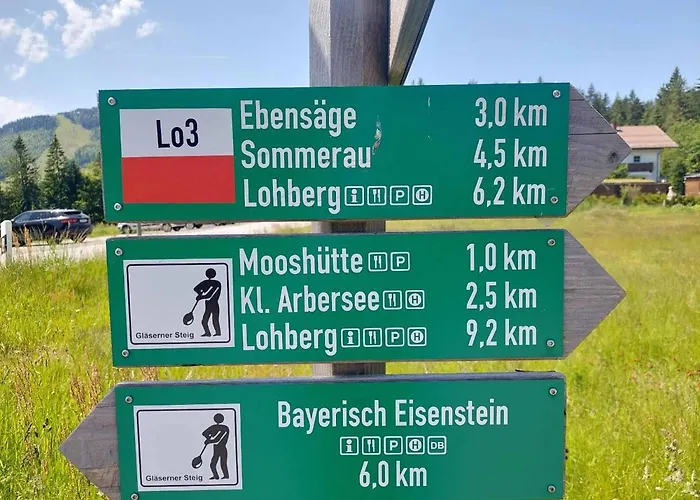 Lo3
Ebensäge 3,0 km
Sommerau 4,5 km
Lohberg i P H 6,2 km
Mooshütte P 1,0 km
Kl. Arbersee H 2,5 km
Lohberg i P H 9,2 km
Gläserner Steig
Bayerisch Eisenstein
i P H DB
6,0 km
Gläserner Steig